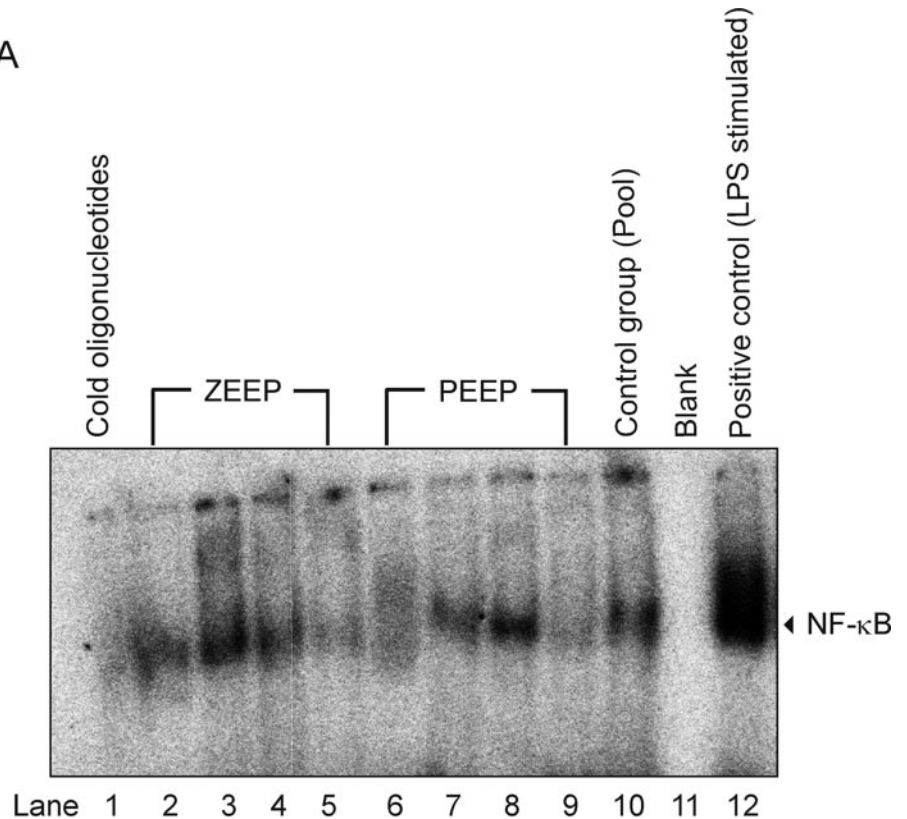 A
Cold oligonucleotides
ZEEP
PEEP
Control group (Pool)
Blank
Positive control (LPS stimulated)
NF-κB
Lane 1 2 3 4 5 6 7 8 9 10 11 12